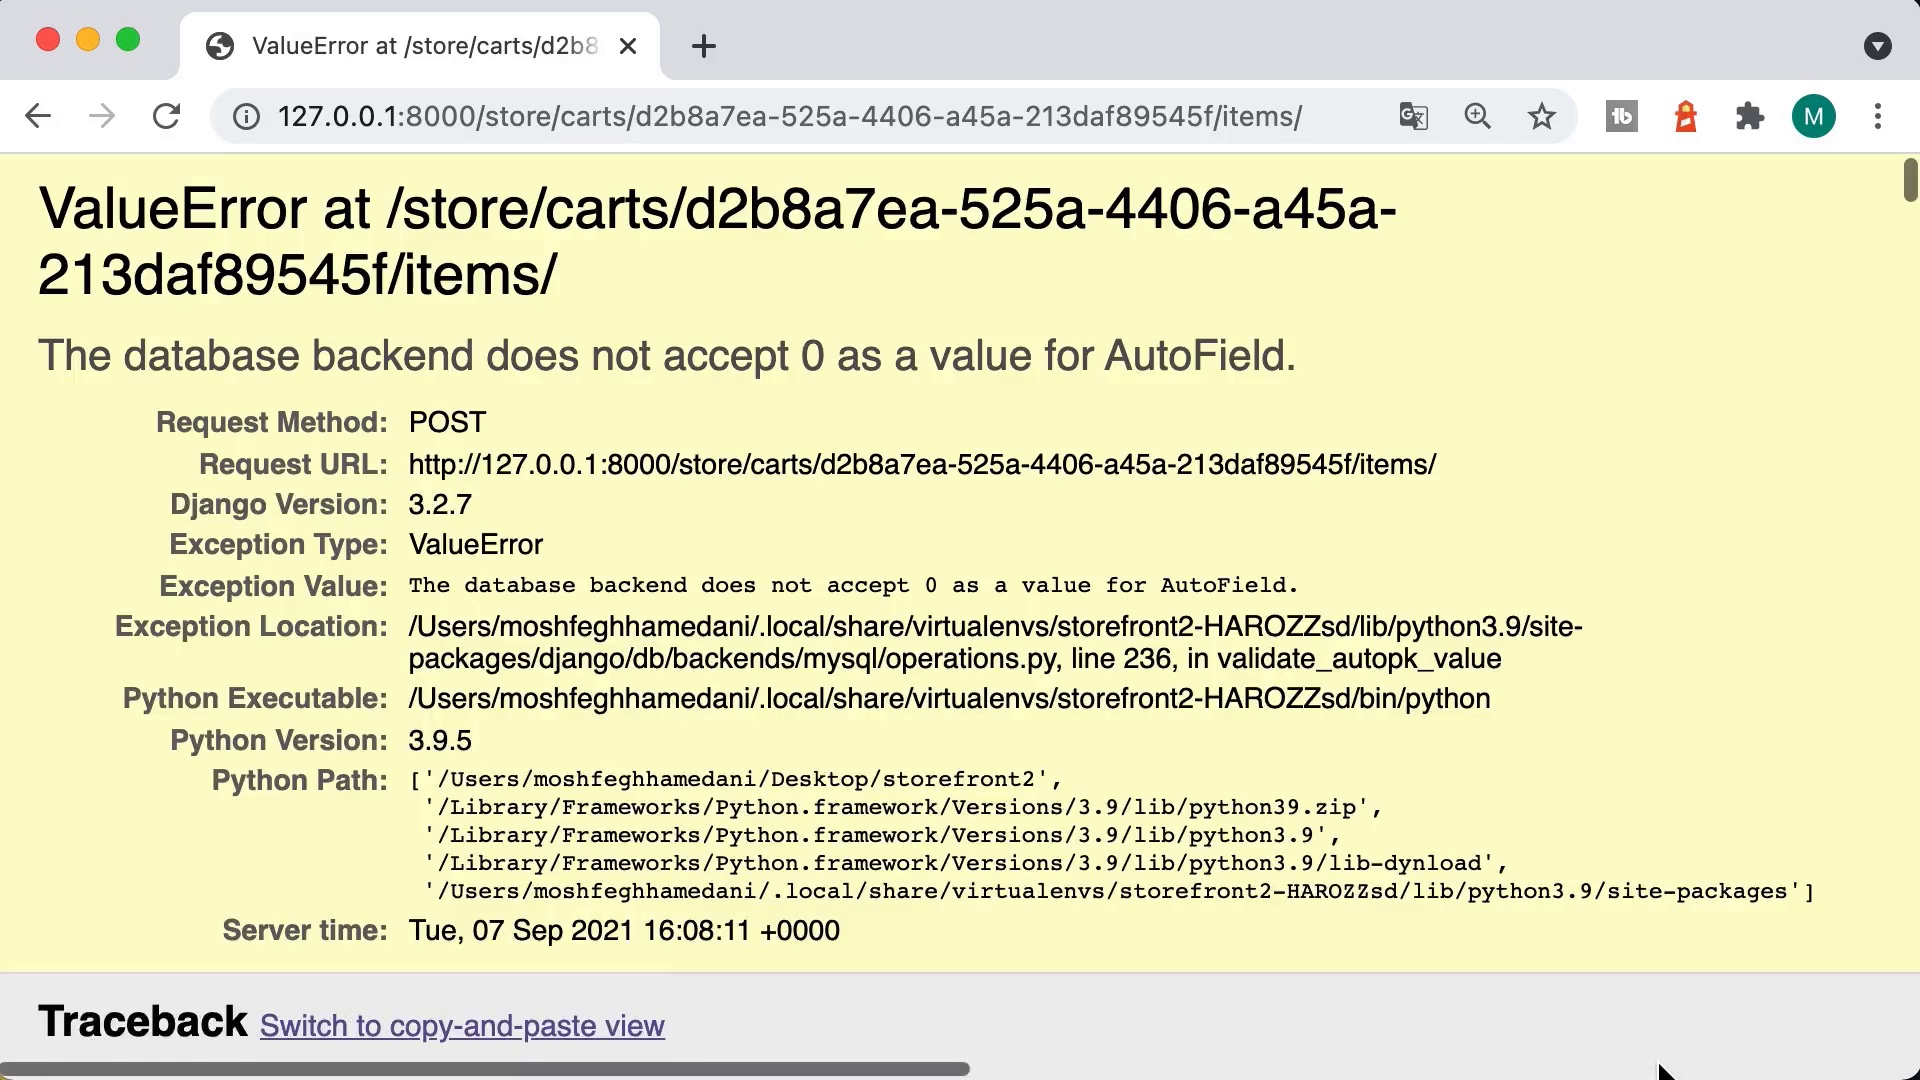 ValueError at /store/carts/d2b8
127.0.0.1:8000/store/carts/d2b8a7ea-525a-4406-a45a-213daf89545f/items/
M
ValueError at /store/carts/d2b8a7ea-525a-4406-a45a-
213daf89545f/items/
The database backend does not accept 0 as a value for AutoField.
Request Method: POST
Request URL: http://127.0.0.1:8000/store/carts/d2b8a7ea-525a-4406-a45a-213daf89545f/items/
Django Version: 3.2.7
Exception Type: ValueError
Exception Value: The database backend does not accept 0 as a value for AutoField.
Exception Location: /Users/moshfeghhamedani/.local/share/virtualenvs/storefront2-HAROZZsd/lib/python3.9/site-
packages/django/db/backends/mysql/operations.py, line 236, in validate_autopk_value
Python Executable: /Users/moshfeghhamedani/.local/share/virtualenvs/storefront2-HAROZZsd/bin/python
Python Version: 3.9.5
Python Path: ['/Users/moshfeghhamedani/Desktop/storefront2',
'/Library/Frameworks/Python.framework/Versions/3.9/lib/python39.zip',
'/Library/Frameworks/Python.framework/Versions/3.9/lib/python3.9',
'/Library/Frameworks/Python.framework/Versions/3.9/lib/python3.9/lib-dynload',
'/Users/moshfeghhamedani/.local/share/virtualenvs/storefront2-HAROZZsd/lib/python3.9/site-packages']
Server time: Tue, 07 Sep 2021 16:08:11 +0000
Traceback Switch to copy-and-paste view